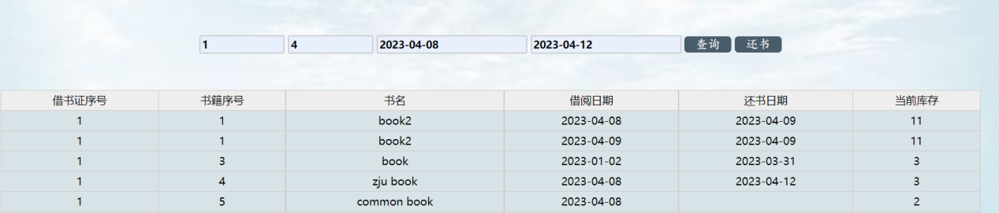 1 4 2023-04-08 2023-04-12 查询 还书
借书证序号 书籍序号 书名 借阅日期 还书日期 当前库存
1 1 book2 2023-04-08 2023-04-09 11
1 1 book2 2023-04-09 2023-04-09 11
1 3 book 2023-01-02 2023-03-31 3
1 4 zju book 2023-04-08 2023-04-12 3
1 5 common book 2023-04-08 2